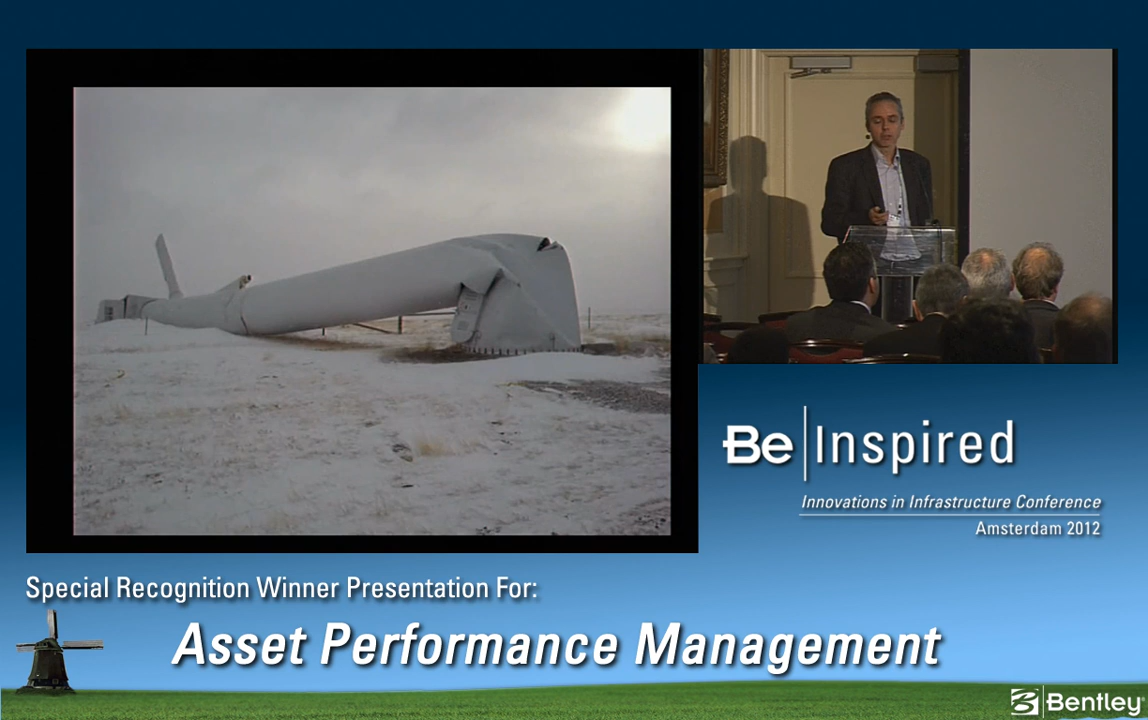 Be Inspired
Innovations in Infrastructure Conference
Amsterdam 2012
Special Recognition Winner Presentation For:
Asset Performance Management
Bentley